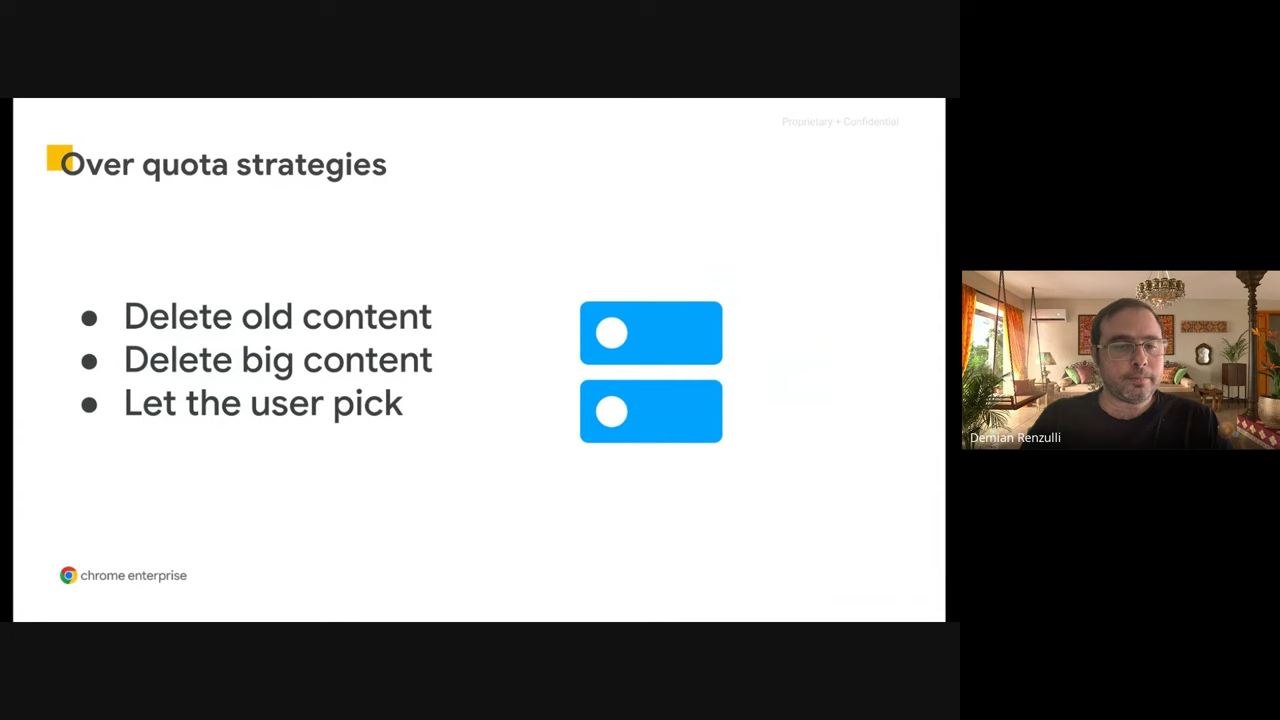 Proprietary + Confidential
Over quota strategies
● Delete old content
● Delete big content
● Let the user pick
chrome enterprise
Demian Renzulli